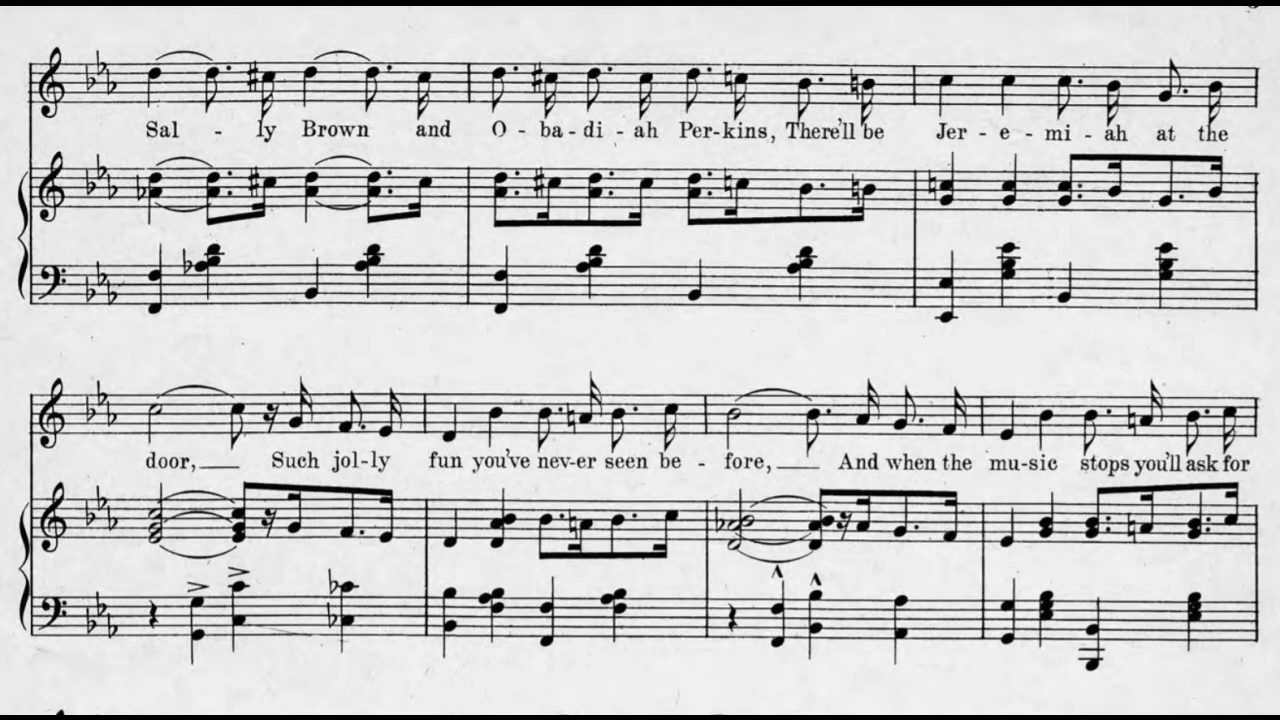 Sal - ly Brown and O - ba - di - ah Per - kins, There'll be Jer - e - mi - ah at the
door, Such jol - ly fun you've nev - er seen be - fore, And when the mu - sic stops you'll ask for